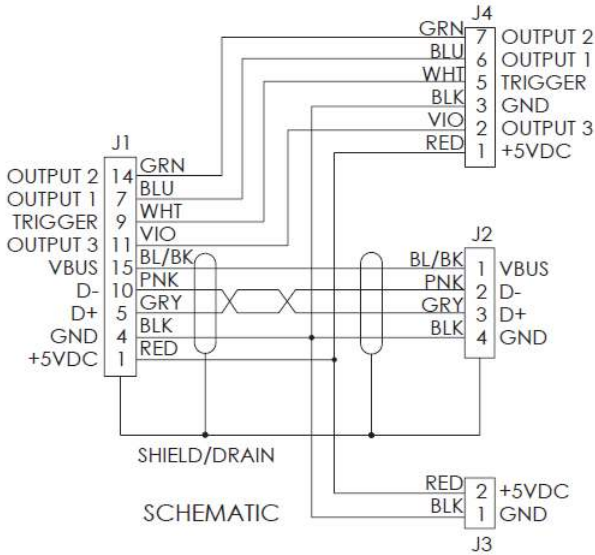 J4
GRN 7 OUTPUT 2
BLU 6 OUTPUT 1
WHT 5 TRIGGER
BLK 3 GND
VIO 2 OUTPUT 3
RED 1 +5VDC
J1
OUTPUT 2 14 GRN
OUTPUT 1 7 BLU
TRIGGER 9 WHT
OUTPUT 3 11 VIO
VBUS 15 BL/BK
D- 10 PNK
D+ 5 GRY
GND 4 BLK
+5VDC 1 RED
J2
BL/BK 1 VBUS
PNK 2 D-
GRY 3 D+
BLK 4 GND
SHIELD/DRAIN
SCHEMATIC
RED 2 +5VDC
BLK 1 GND
J3